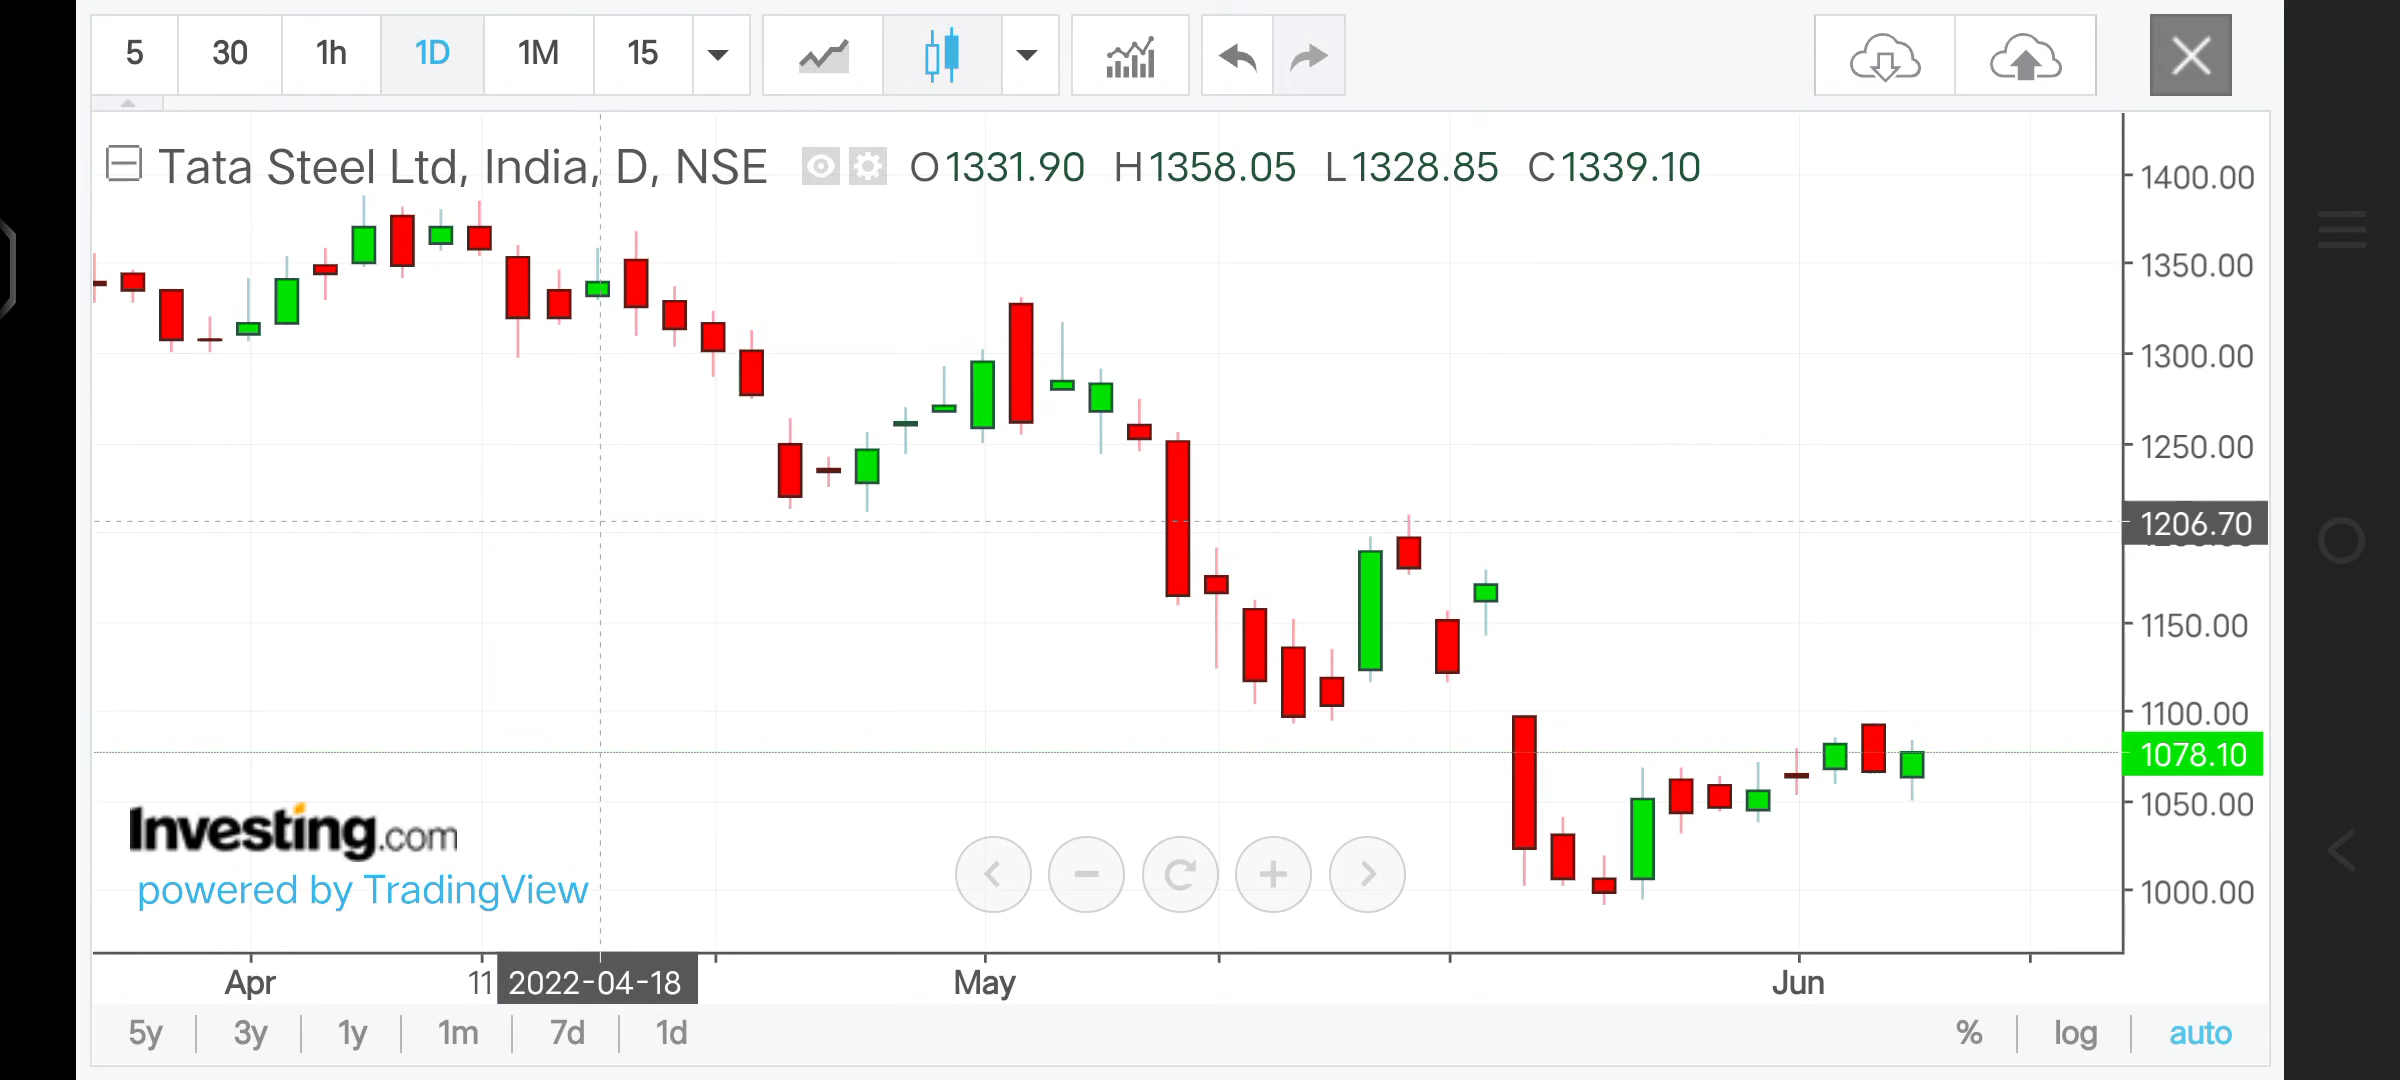 5 30 1h 1D 1M 15
Tata Steel Ltd, India, D, NSE O1331.90 H1358.05 L1328.85 C1339.10
1400.00
1350.00
1300.00
1250.00
1206.70
1150.00
1100.00
1078.10
1050.00
1000.00
Investing.com
powered by TradingView
Apr 11 2022-04-18 May Jun
5y 3y 1y 1m 7d 1d % log auto